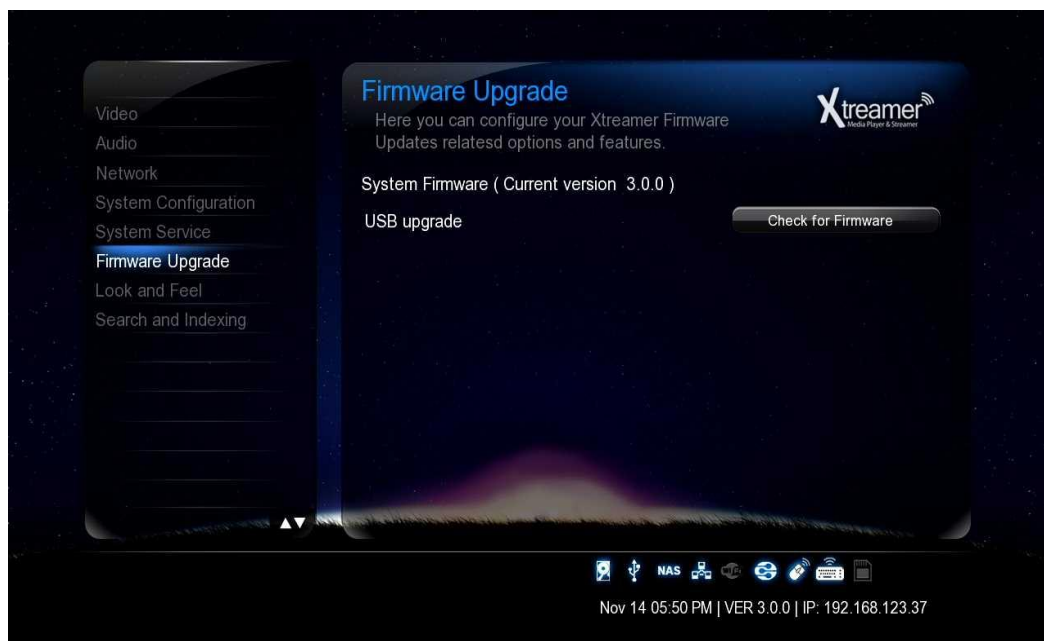 Video
Audio
Network
System Configuration
System Service
Firmware Upgrade
Look and Feel
Search and Indexing
Firmware Upgrade
Here you can configure your Xtreamer Firmware
Updates relatesd options and features.
Xtreamer
Media Player & Streamer
System Firmware ( Current version 3.0.0 )
USB upgrade
Check for Firmware
NAS
Nov 14 05:50 PM | VER 3.0.0 | IP: 192.168.123.37